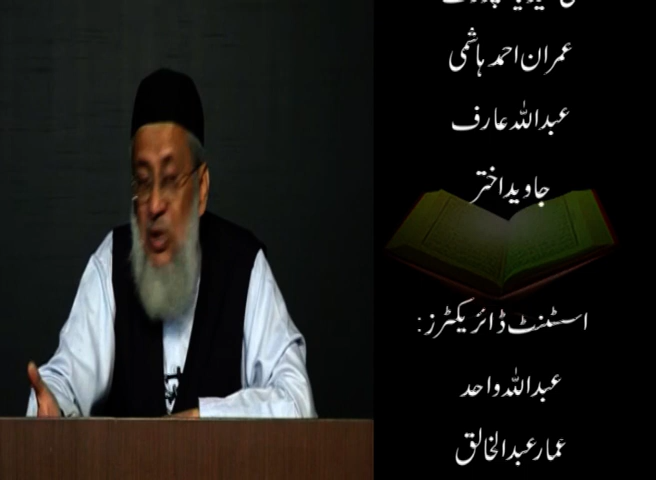 عمران احمد ہاشمی
عبداللہ عارف
جاوید اختر
اسسٹنٹ ڈائریکٹرز:
عبداللہ واحد
عمار عبدالخالق